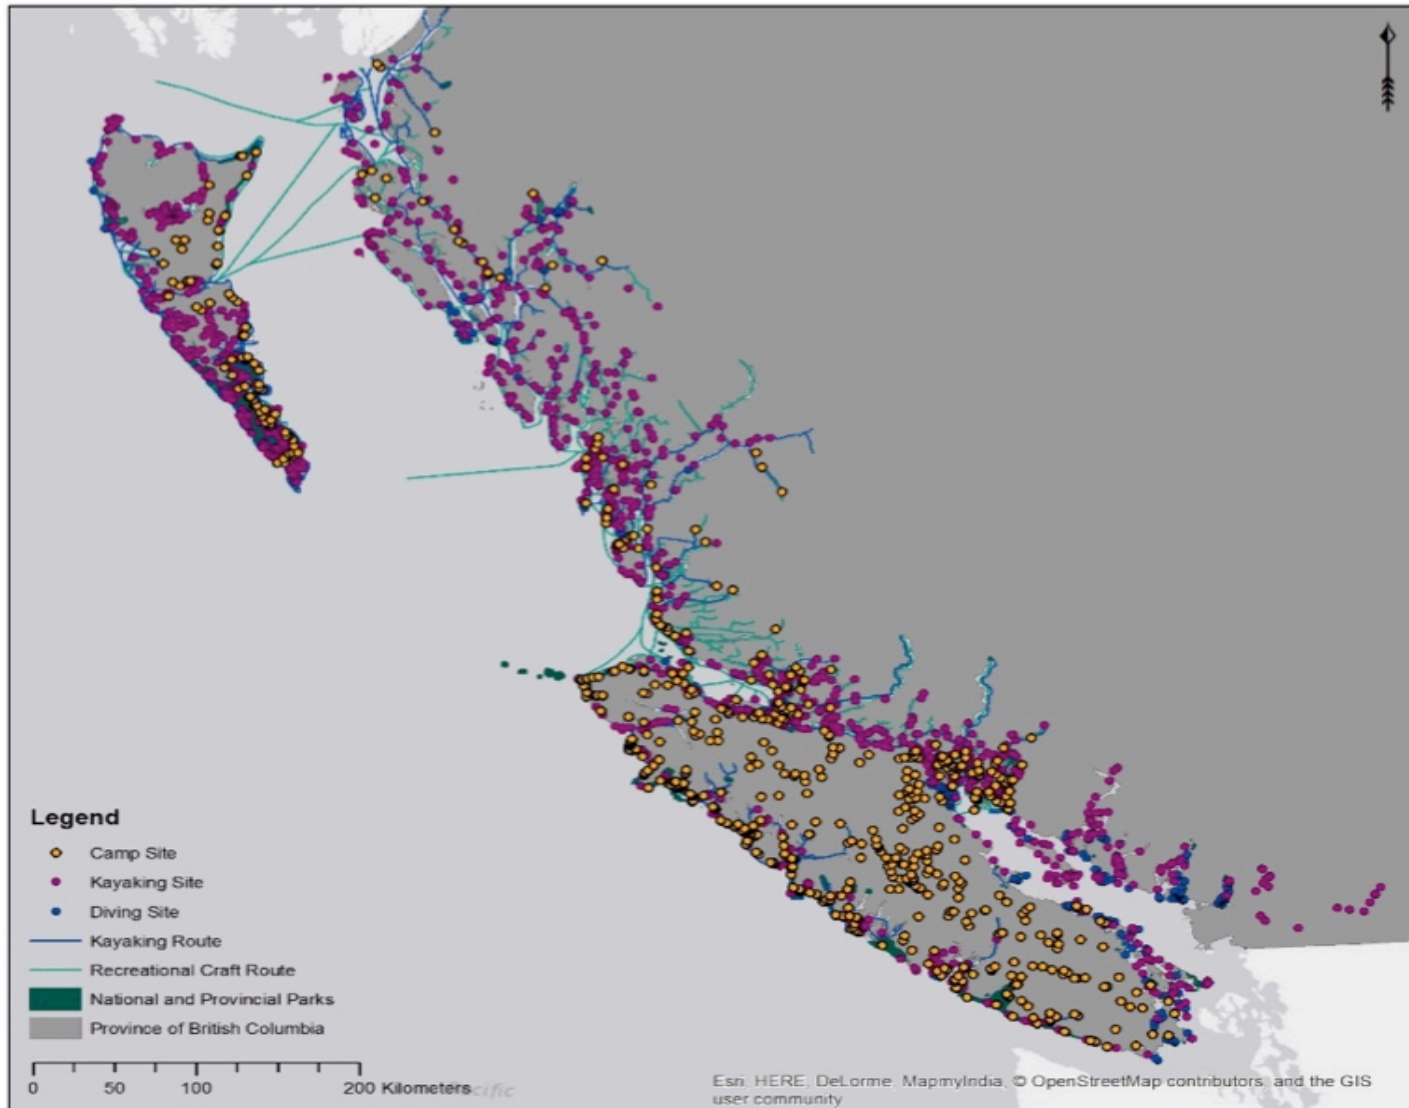 Legend
Camp Site
Kayaking Site
Diving Site
Kayaking Route
Recreational Craft Route
National and Provincial Parks
Province of British Columbia
0 50 100 200 Kilometers
Esri, HERE, DeLorme, MapmyIndia, © OpenStreetMap contributors, and the GIS
user community